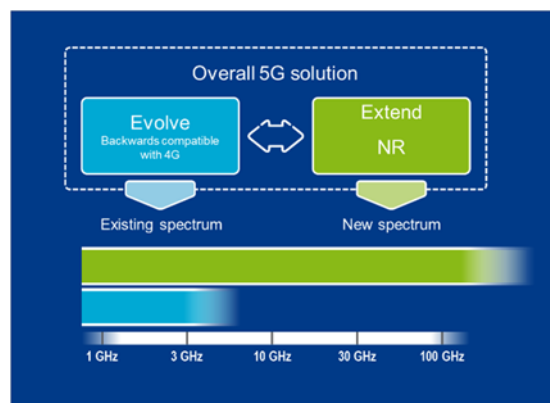 Overall 5G solution
Evolve
Backwards compatible
with 4G
Extend
NR
Existing spectrum
New spectrum
1 GHz
3 GHz
10 GHz
30 GHz
100 GHz